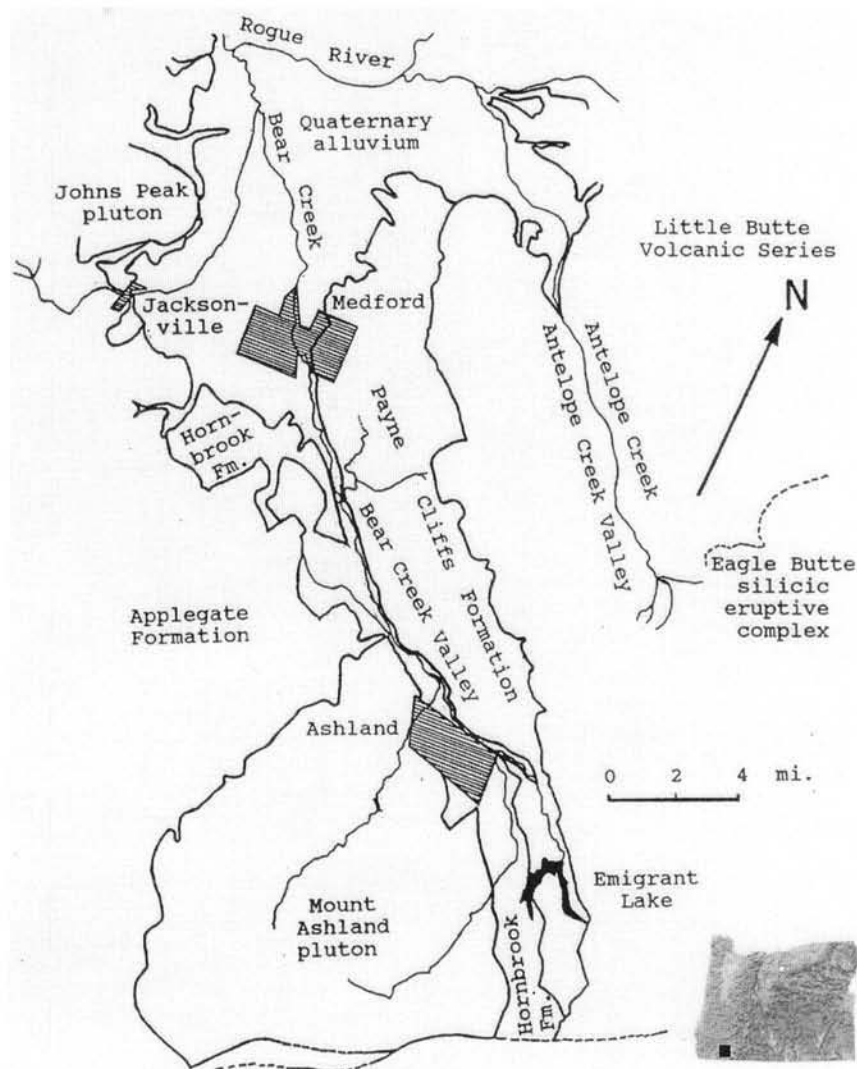 Rogue
River
Bear
Creek
Quaternary
alluvium
Johns Peak
pluton
Little Butte
Volcanic Series
N
Jackson-
ville
Medford
Antelope Creek
Antelope Creek Valley
Payne
Cliffs
Formation
Horn-
brook
Fm.
Bear Creek Valley
Eagle Butte
silicic
eruptive
complex
Applegate
Formation
Ashland
0 2 4 mi.
Emigrant
Lake
Mount
Ashland
pluton
Hornbrook
Fm.